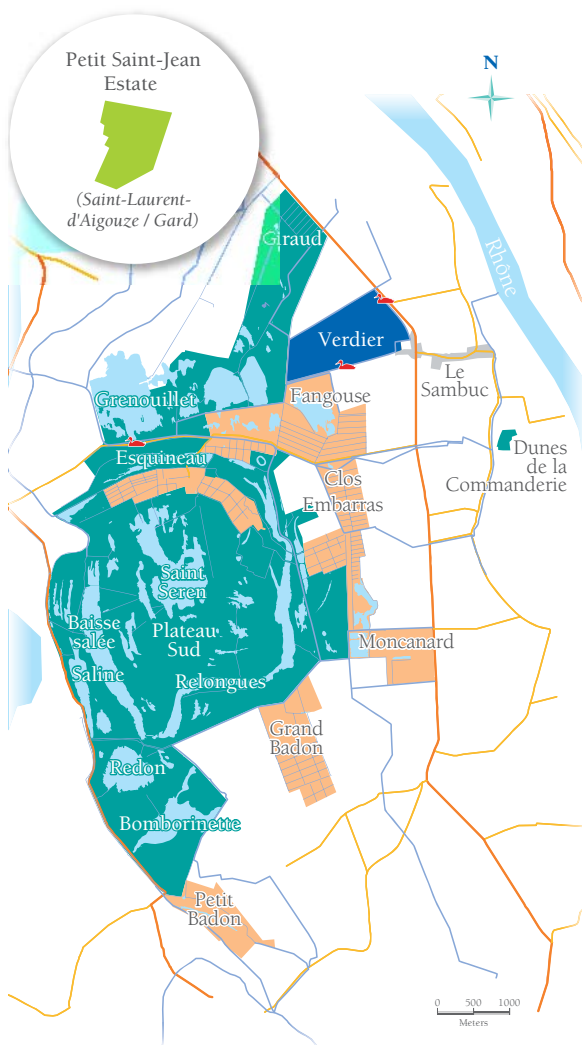 Petit Saint-Jean
Estate
(Saint-Laurent-
d'Aigouze / Gard)
N
Rhône
Giraud
Verdier
Le
Sambuc
Grenouillet
Fangouse
Dunes
de la
Commanderie
Esquineau
Clos
Embarras
Saint
Seren
Baisse
salée
Plateau
Sud
Moncanard
Saline
Relongues
Grand
Badon
Redon
Bomborinette
Petit
Badon
0 500 1000
Meters